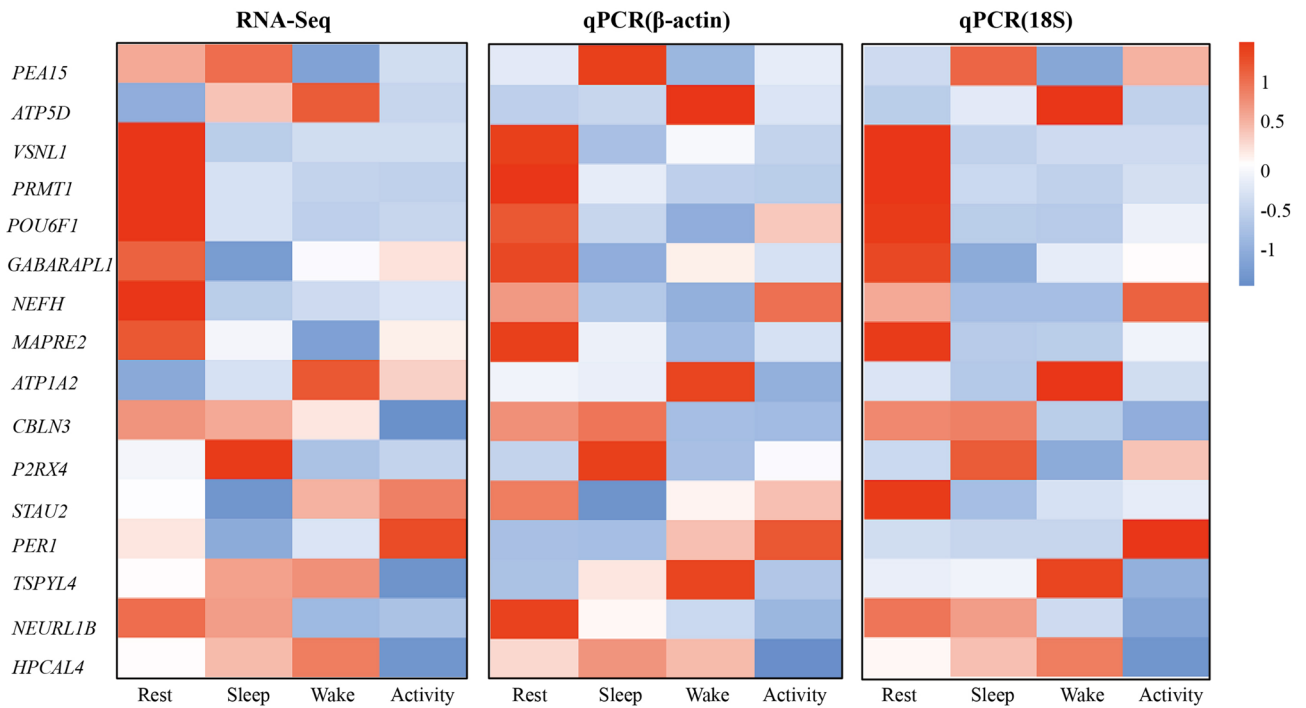 RNA-Seq qPCR(β-actin) qPCR(18S)
PEA15
ATP5D
VSNL1
PRMT1
POU6F1
GABARAPL1
NEFH
MAPRE2
ATP1A2
CBLN3
P2RX4
STAU2
PER1
TSPYL4
NEURL1B
HPCAL4
1
0.5
0
-0.5
-1
Rest Sleep Wake Activity Rest Sleep Wake Activity Rest Sleep Wake Activity